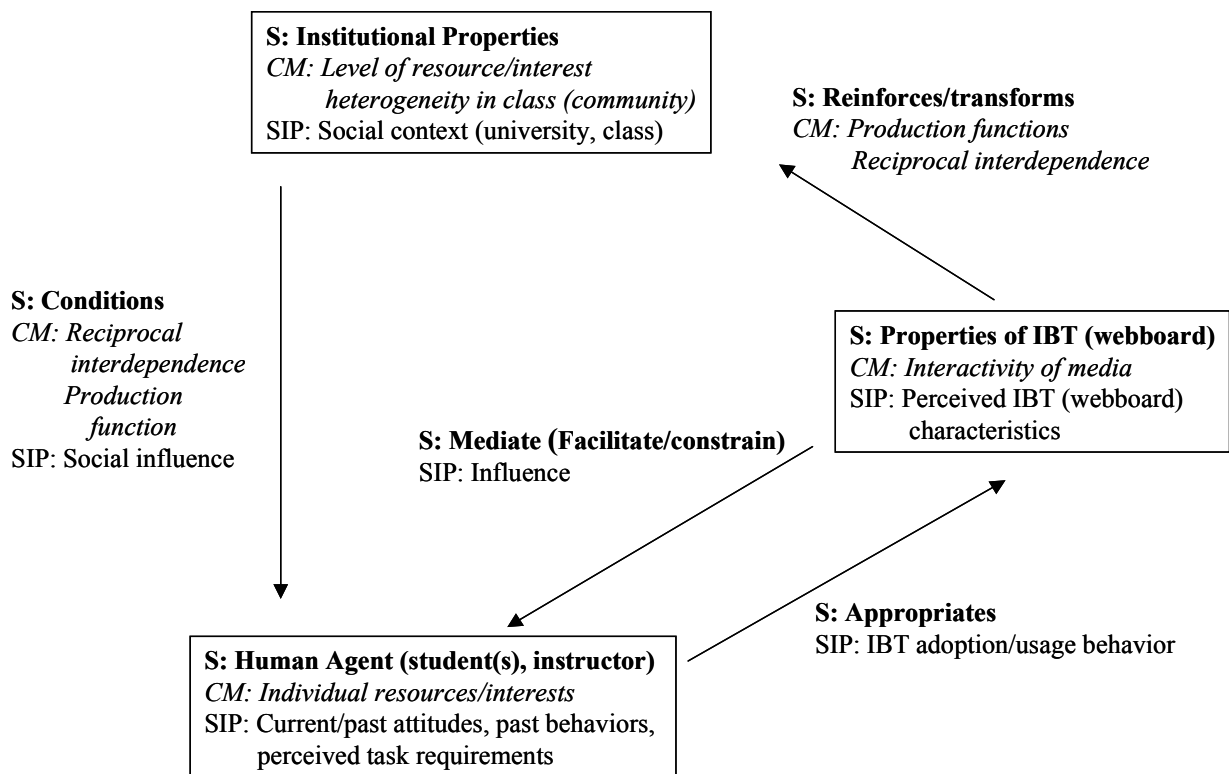 S: Institutional Properties
CM: Level of resource/interest
heterogeneity in class (community)
SIP: Social context (university, class)
S: Reinforces/transforms
CM: Production functions
Reciprocal interdependence
S: Conditions
CM: Reciprocal
interdependence
Production
function
SIP: Social influence
S: Properties of IBT (webboard)
CM: Interactivity of media
SIP: Perceived IBT (webboard)
characteristics
S: Mediate (Facilitate/constrain)
SIP: Influence
S: Appropriates
SIP: IBT adoption/usage behavior
S: Human Agent (student(s), instructor)
CM: Individual resources/interests
SIP: Current/past attitudes, past behaviors,
perceived task requirements